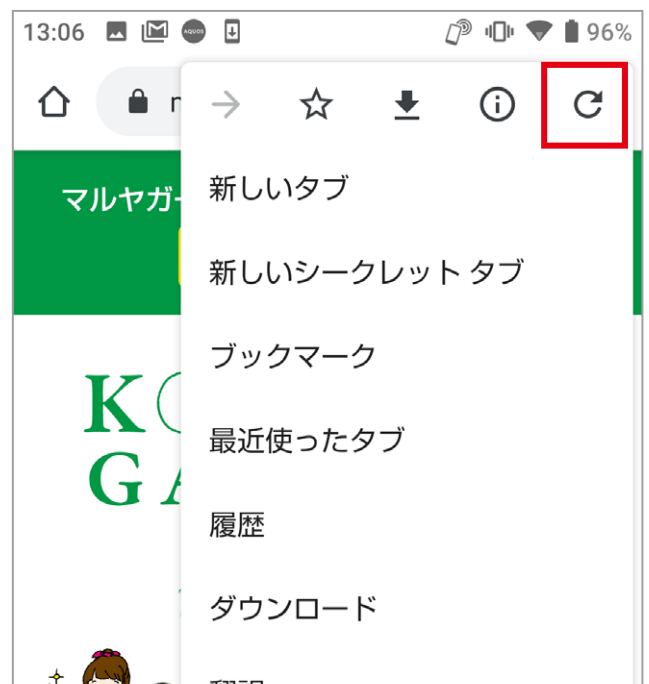 13:06 AQUOS 96%
マルヤガ
新しいタブ
新しいシークレット タブ
ブックマーク
K
最近使ったタブ
G
履歴
ダウンロード